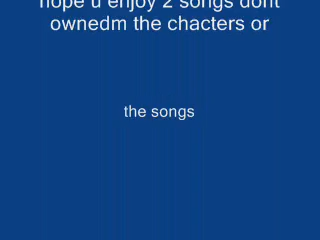 hope u enjoy 2 songs dont
ownedm the chacters or
the songs